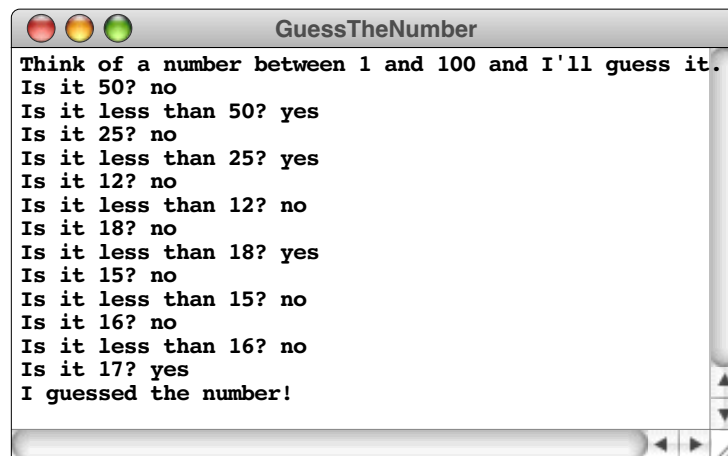 GuessTheNumber
Think of a number between 1 and 100 and I'll guess it.
Is it 50? no
Is it less than 50? yes
Is it 25? no
Is it less than 25? yes
Is it 12? no
Is it less than 12? no
Is it 18? no
Is it less than 18? yes
Is it 15? no
Is it less than 15? no
Is it 16? no
Is it less than 16? no
Is it 17? yes
I guessed the number!